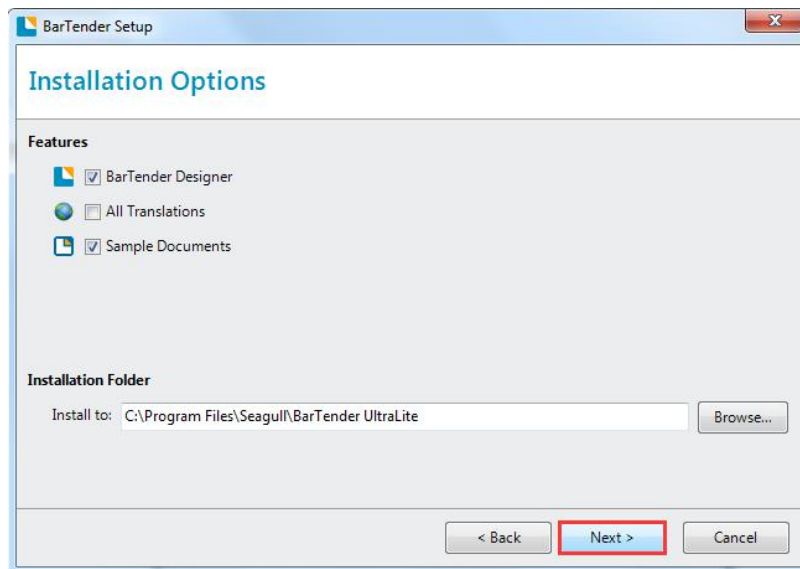 BarTender Setup
Installation Options
Features
BarTender Designer
All Translations
Sample Documents
Installation Folder
Install to: C:\Program Files\Seagull\BarTender UltraLite Browse...
< Back Next > Cancel